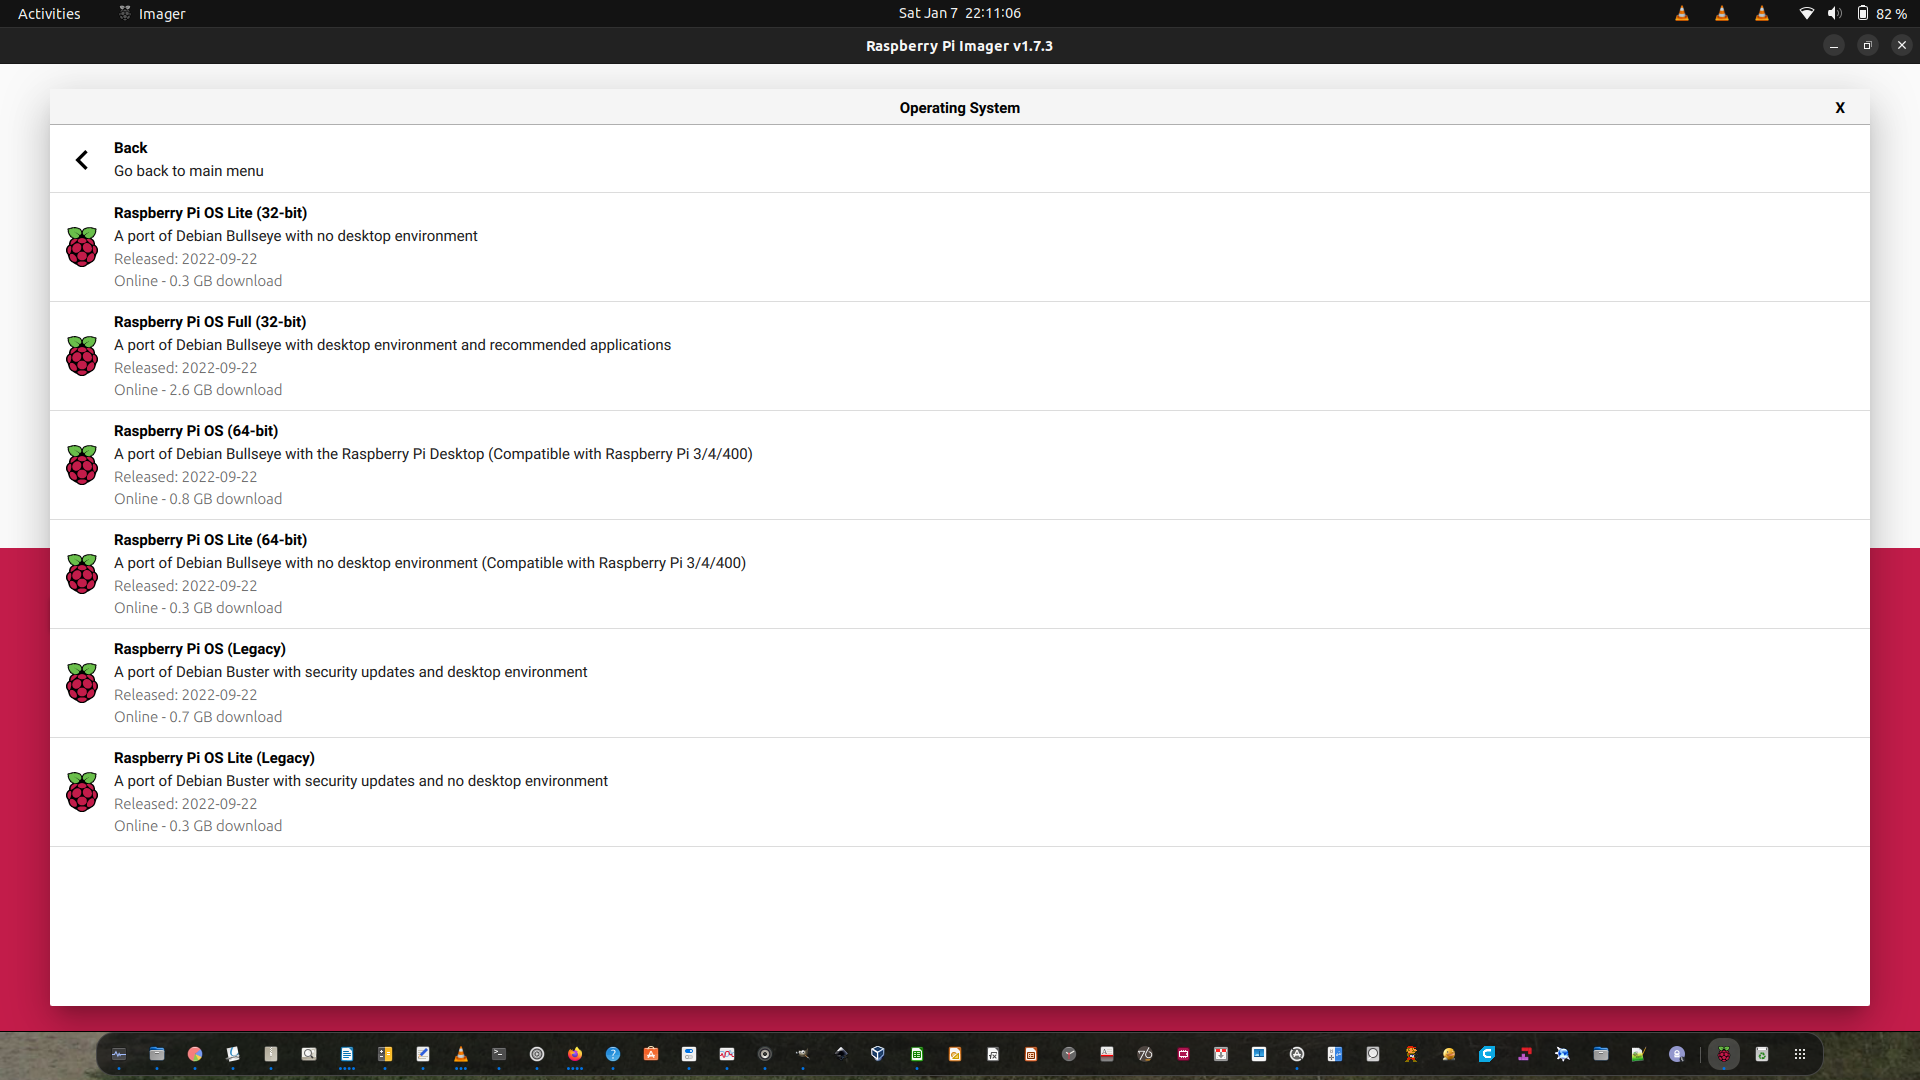 Activities
Imager
Sat Jan 7 22:11:06
82 %
Raspberry Pi Imager v1.7.3
Operating System
X
Back
Go back to main menu
Raspberry Pi OS Lite (32-bit)
A port of Debian Bullseye with no desktop environment
Released: 2022-09-22
Online - 0.3 GB download
Raspberry Pi OS Full (32-bit)
A port of Debian Bullseye with desktop environment and recommended applications
Released: 2022-09-22
Online - 2.6 GB download
Raspberry Pi OS (64-bit)
A port of Debian Bullseye with the Raspberry Pi Desktop (Compatible with Raspberry Pi 3/4/400)
Released: 2022-09-22
Online - 0.8 GB download
Raspberry Pi OS Lite (64-bit)
A port of Debian Bullseye with no desktop environment (Compatible with Raspberry Pi 3/4/400)
Released: 2022-09-22
Online - 0.3 GB download
Raspberry Pi OS (Legacy)
A port of Debian Buster with security updates and desktop environment
Released: 2022-09-22
Online - 0.7 GB download
Raspberry Pi OS Lite (Legacy)
A port of Debian Buster with security updates and no desktop environment
Released: 2022-09-22
Online - 0.3 GB download